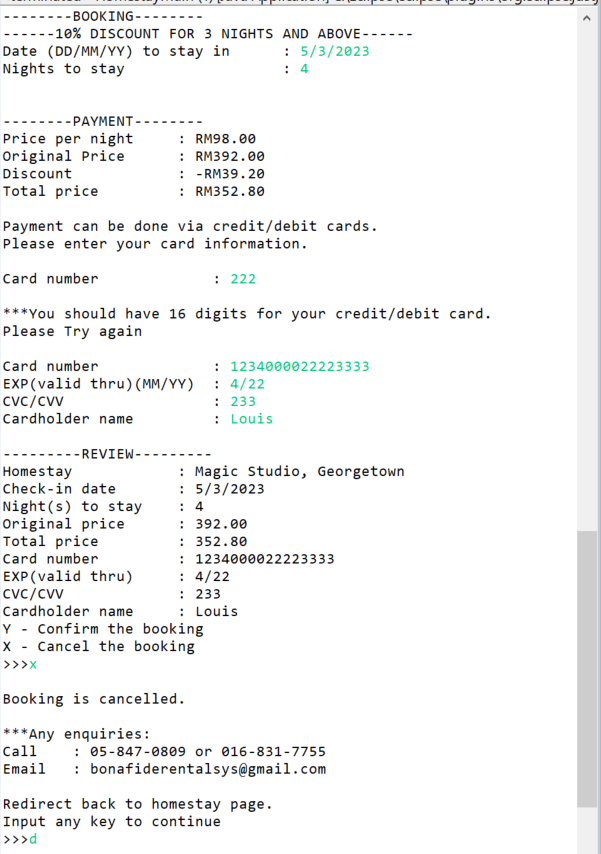 --------BOOKING--------
------10% DISCOUNT FOR 3 NIGHTS AND ABOVE------
Date (DD/MM/YY) to stay in : 5/3/2023
Nights to stay : 4
--------PAYMENT--------
Price per night : RM98.00
Original Price : RM392.00
Discount : -RM39.20
Total price : RM352.80
Payment can be done via credit/debit cards.
Please enter your card information.
Card number : 222
***You should have 16 digits for your credit/debit card.
Please Try again
Card number : 1234000022223333
EXP(valid thru)(MM/YY) : 4/22
CVC/CVV : 233
Cardholder name : Louis
---------REVIEW---------
Homestay : Magic Studio, Georgetown
Check-in date : 5/3/2023
Night(s) to stay : 4
Original price : 392.00
Total price : 352.80
Card number : 1234000022223333
EXP(valid thru) : 4/22
CVC/CVV : 233
Cardholder name : Louis
Y - Confirm the booking
X - Cancel the booking
>>>x
Booking is cancelled.
***Any enquiries:
Call : 05-847-0809 or 016-831-7755
Email : bonafiderentalsys@gmail.com
Redirect back to homestay page.
Input any key to continue
>>>d